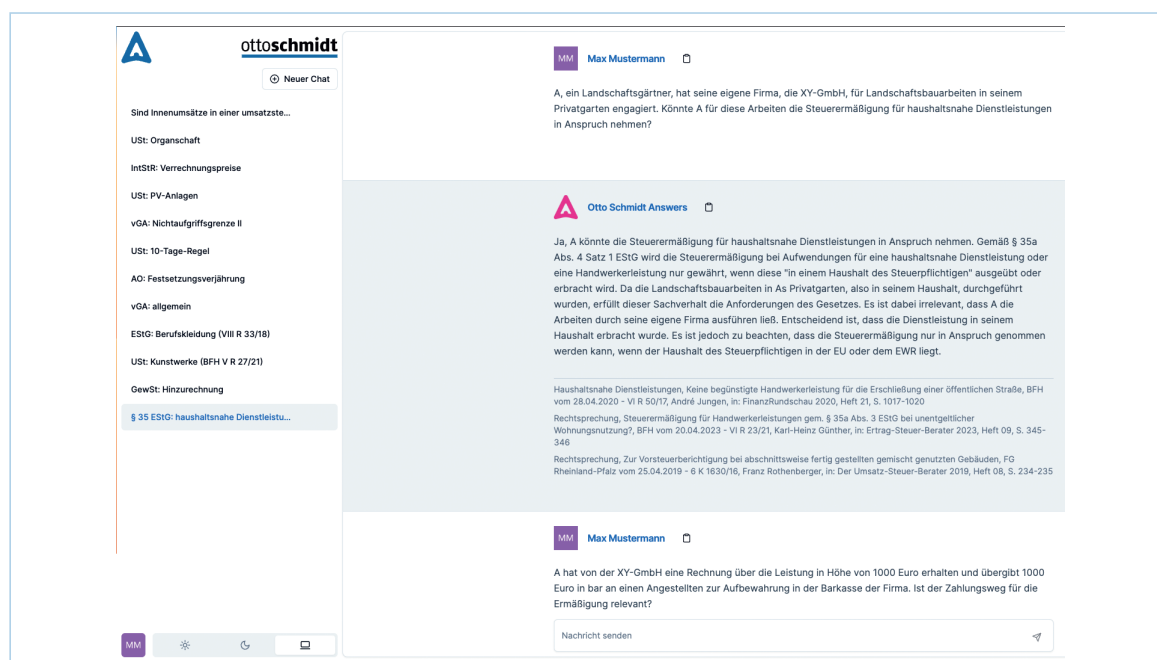 ottoschmidt
Neuer Chat
Sind Innenumsätze in einer umsatzste...
USt: Organschaft
IntStR: Verrechnungspreise
USt: PV-Anlagen
vGA: Nichtaufgriffsgrenze II
USt: 10-Tage-Regel
AO: Festsetzungsverjährung
vGA: allgemein
EStG: Berufskleidung (VIII R 33/18)
USt: Kunstwerke (BFH V R 27/21)
GewSt: Hinzurechnung
§ 35 EStG: haushaltsnahe Dienstleistu...
MM
MM Max Mustermann
A, ein Landschaftsgärtner, hat seine eigene Firma, die XY-GmbH, für Landschaftsbauarbeiten in seinem
Privatgarten engagiert. Könnte A für diese Arbeiten die Steuerermäßigung für haushaltsnahe Dienstleistungen
in Anspruch nehmen?
Otto Schmidt Answers
Ja, A könnte die Steuerermäßigung für haushaltsnahe Dienstleistungen in Anspruch nehmen. Gemäß § 35a
Abs. 4 Satz 1 EStG wird die Steuerermäßigung bei Aufwendungen für eine haushaltsnahe Dienstleistung oder
eine Handwerkerleistung nur gewährt, wenn diese "in einem Haushalt des Steuerpflichtigen" ausgeübt oder
erbracht wird. Da die Landschaftsbauarbeiten in As Privatgarten, also in seinem Haushalt, durchgeführt
wurden, erfüllt dieser Sachverhalt die Anforderungen des Gesetzes. Es ist dabei irrelevant, dass A die
Arbeiten durch seine eigene Firma ausführen ließ. Entscheidend ist, dass die Dienstleistung in seinem
Haushalt erbracht wurde. Es ist jedoch zu beachten, dass die Steuerermäßigung nur in Anspruch genommen
werden kann, wenn der Haushalt des Steuerpflichtigen in der EU oder dem EWR liegt.
Haushaltsnahe Dienstleistungen, Keine begünstigte Handwerkerleistung für die Erschließung einer öffentlichen Straße, BFH
vom 28.04.2020 - VI R 50/17, André Jungen, in: FinanzRundschau 2020, Heft 21, S. 1017-1020
Rechtsprechung, Steuerermäßigung für Handwerkerleistungen gem. § 35a Abs. 3 EStG bei unentgeltlicher
Wohnungsnutzung?, BFH vom 20.04.2023 - VI R 23/21, Karl-Heinz Günther, in: Ertrag-Steuer-Berater 2023, Heft 09, S. 345-
346
Rechtsprechung, Zur Vorsteuerberichtigung bei abschnittsweise fertig gestellten gemischt genutzten Gebäuden, FG
Rheinland-Pfalz vom 25.04.2019 - 6 K 1630/16, Franz Rothenberger, in: Der Umsatz-Steuer-Berater 2019, Heft 08, S. 234-235
MM Max Mustermann
A hat von der XY-GmbH eine Rechnung über die Leistung in Höhe von 1000 Euro erhalten und übergibt 1000
Euro in bar an einen Angestellten zur Aufbewahrung in der Barkasse der Firma. Ist der Zahlungsweg für die
Ermäßigung relevant?
Nachricht senden